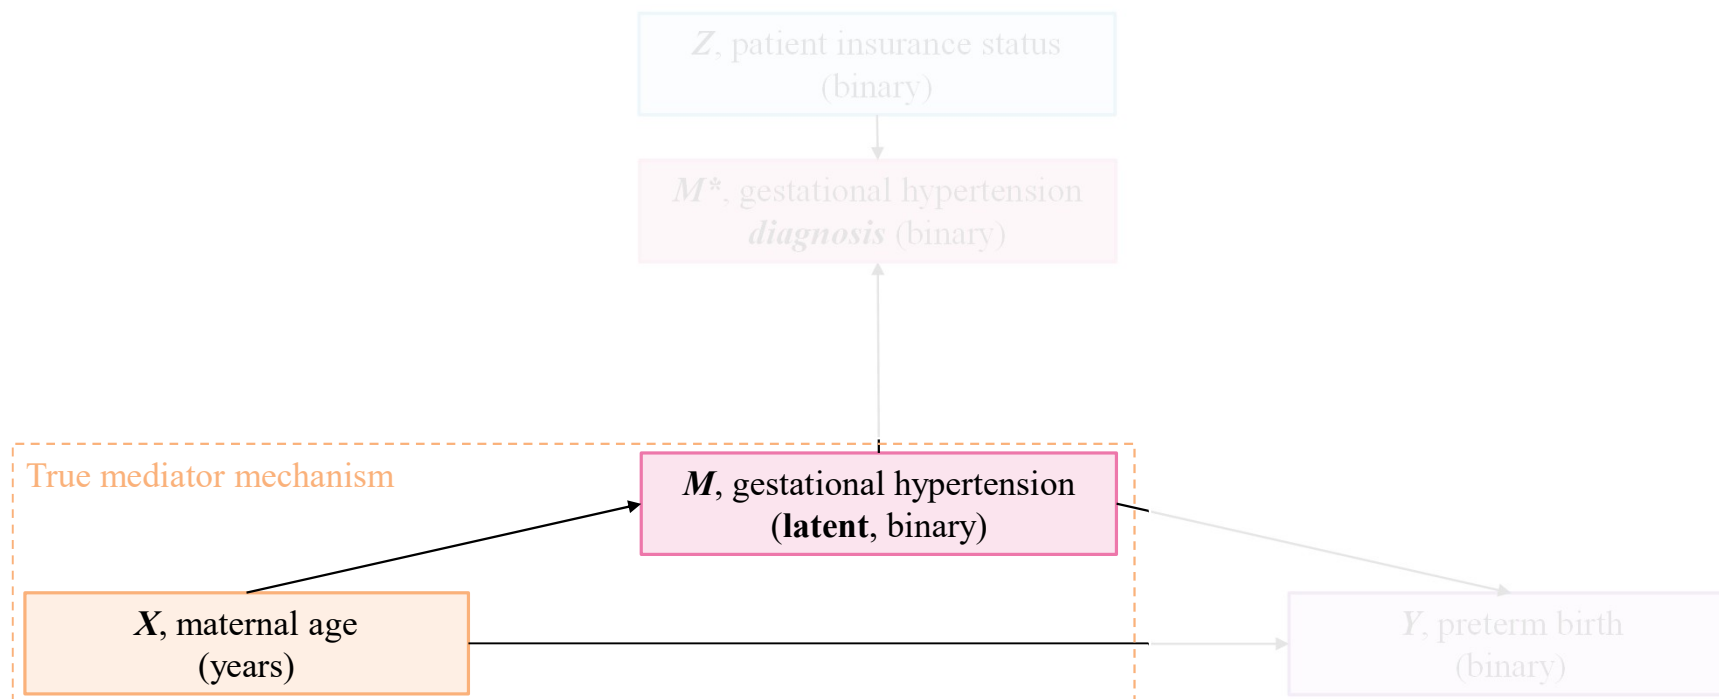 Z, patient insurance status
(binary)
M*, gestational hypertension
diagnosis (binary)
True mediator mechanism
M, gestational hypertension
(latent, binary)
X, maternal age
(years)
Y, preterm birth
(binary)